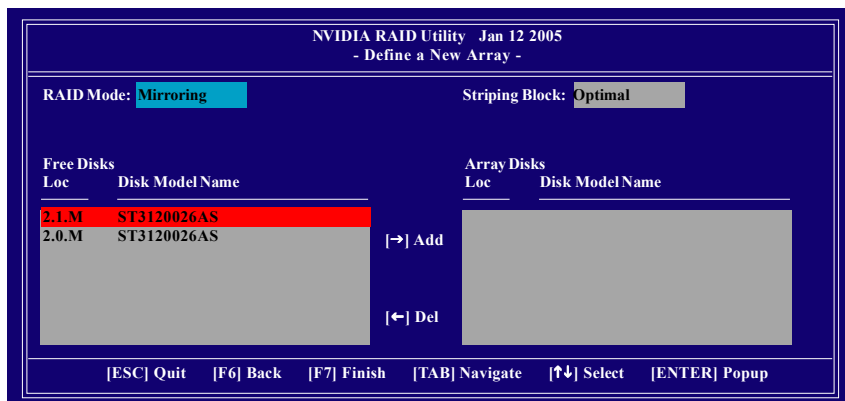 NVIDIA RAID Utility Jan 12 2005
- Define a New Array -
RAID Mode: Mirroring Striping Block: Optimal
Free Disks Array Disks
Loc Disk Model Name Loc Disk Model Name
2.1.M ST3120026AS
2.0.M ST3120026AS
[→] Add
[←] Del
[ESC] Quit [F6] Back [F7] Finish [TAB] Navigate [↑↓] Select [ENTER] Popup